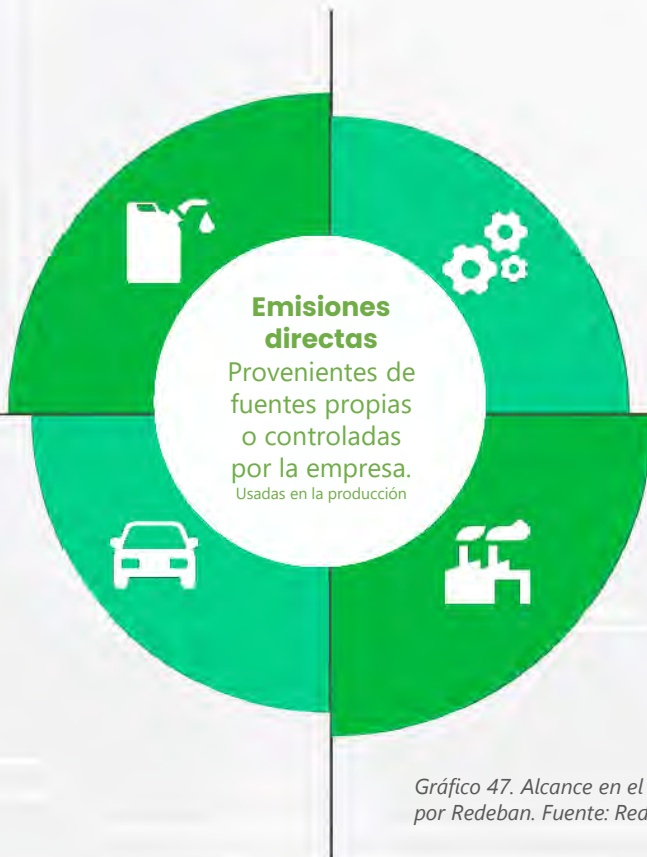 Emisiones
directas
Provenientes de
fuentes propias
o controladas
por la empresa.
Usadas en la producción
Gráfico 47. Alcance en el
por Redeban. Fuente: